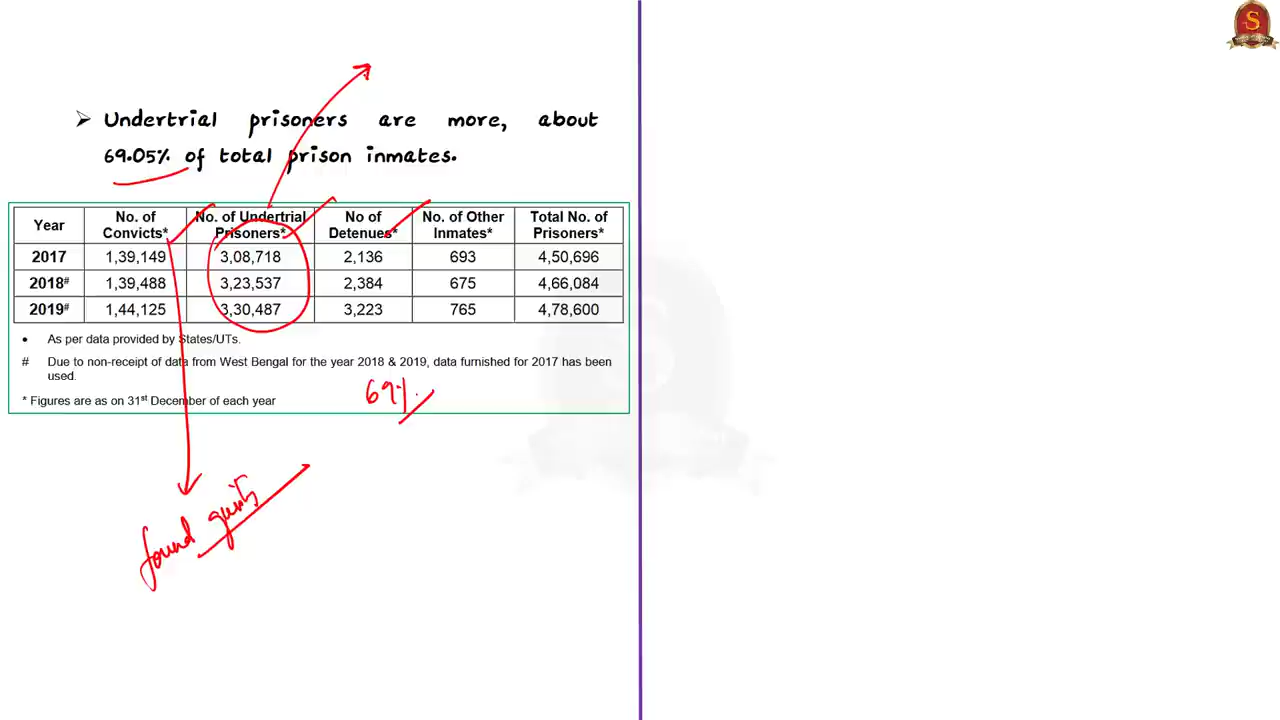 ➢ Undertrial prisoners are more, about
69.05% of total prison inmates.
Year No. of Convicts* No. of Undertrial Prisoners* No of Detenues* No. of Other Inmates* Total No. of Prisoners*
2017 1,39,149 3,08,718 2,136 693 4,50,696
2018# 1,39,488 3,23,537 2,384 675 4,66,084
2019# 1,44,125 3,30,487 3,223 765 4,78,600
• As per data provided by States/UTs.
# Due to non-receipt of data from West Bengal for the year 2018 & 2019, data furnished for 2017 has been
used.
* Figures are as on 31st December of each year
69%.
found
S